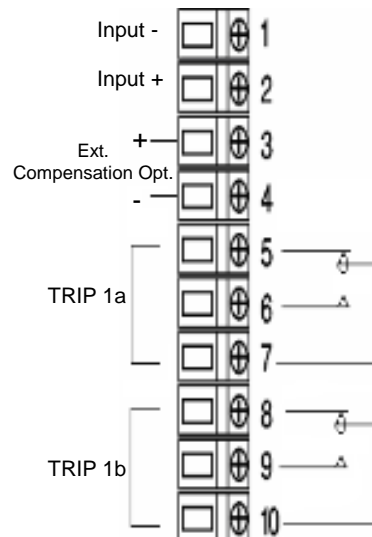 Input - 1
Input + 2
+ 3
Ext.
Compensation Opt.
- 4
5
TRIP 1a 6
7
8
TRIP 1b 9
10